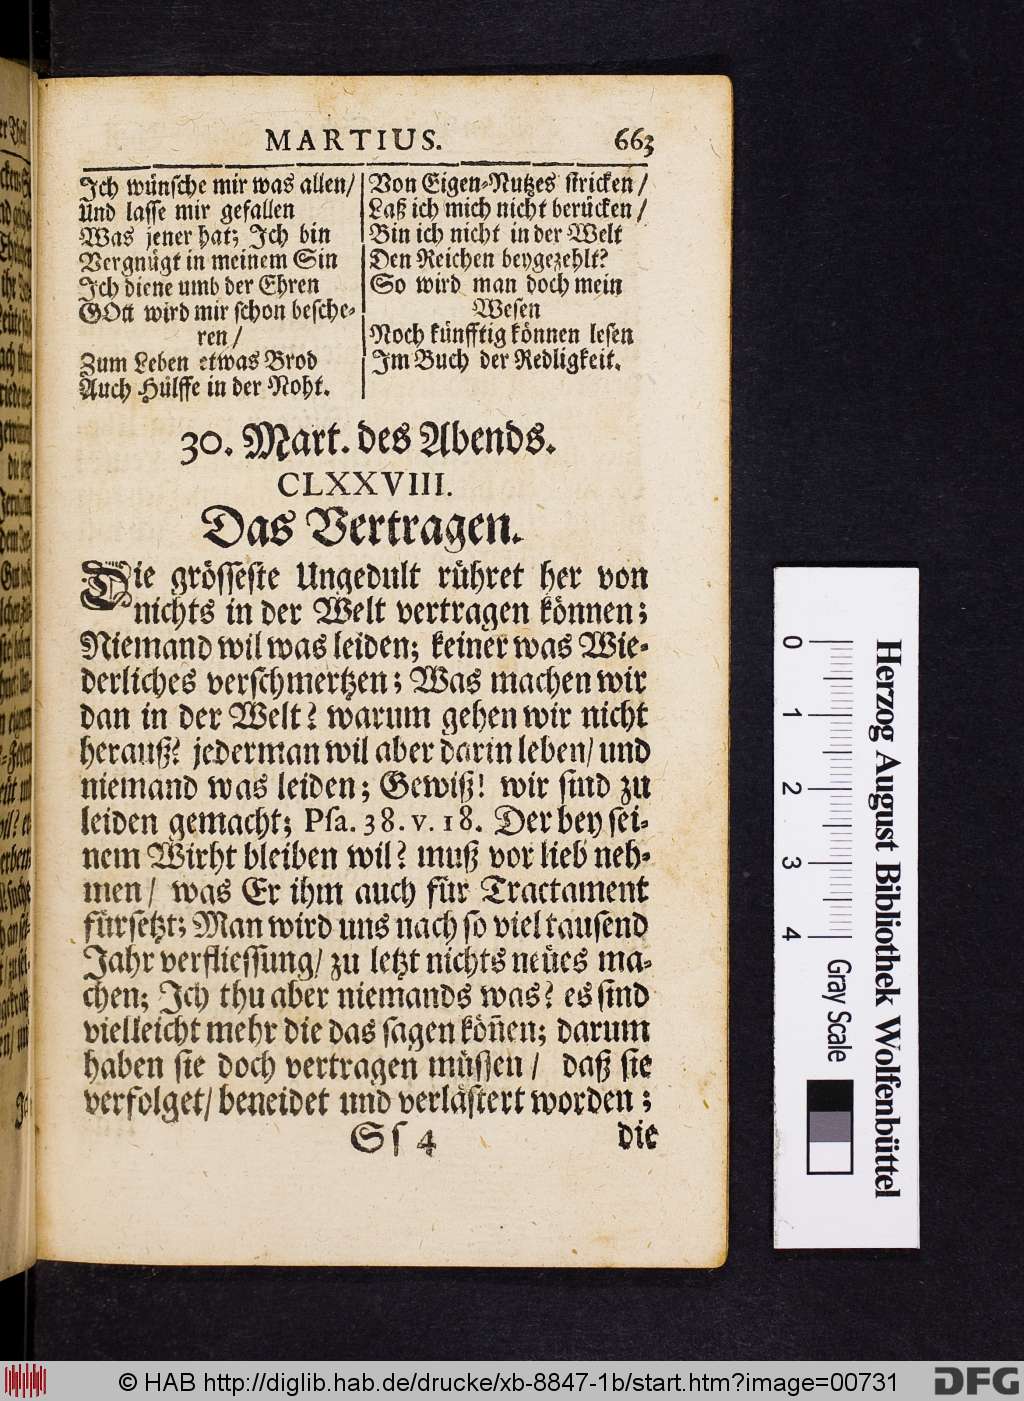 MARTIUS. 663
Ich wünsche mir was allen/
Und lasse mir gefallen
Was jener hat; Ich bin
Vergnügt in meinem Sin
Ich diene umb der Ehren
GOtt wird mir schon besche-
ren/
Zum Leben etwas Brod
Auch Hülffe in der Noht.
Von Eigen-Nutzes stricken/
Laß ich mich nicht berücken/
Bin ich nicht in der Welt
Den Reichen beygezehlt?
So wird man doch mein
Wesen
Noch künfftig können lesen
Im Buch der Redligkeit.
30. Mart. des Abends.
CLXXVIII.
Das Vertragen.
Die grösseste Ungedult rühret her von
nichts in der Welt vertragen können;
Niemand wil was leiden; keiner was Wie-
derliches verschmertzen; Was machen wir
dan in der Welt? warum gehen wir nicht
herauß? jederman wil aber darin leben/ und
niemand was leiden; Gewiß! wir sind zu
leiden gemacht; Psa. 38. v. 18. Der bey sei-
nem Wirht bleiben wil? muß vor lieb neh-
men/ was Er ihm auch für Tractament
fürsetzt; Man wird uns nach so viel tausend
Jahr verfliessung/ zu letzt nichts neües ma-
chen; Ich thu aber niemands was? es sind
vielleicht mehr die das sagen köñen; darum
haben sie doch vertragen müssen/ daß sie
verfolget/ beneidet und verlästert worden;
Ss 4 die
0 1 2 3 4
Gray Scale
Herzog August Bibliothek Wolfenbüttel
© HAB http://diglib.hab.de/drucke/xb-8847-1b/start.htm?image=00731
DFG